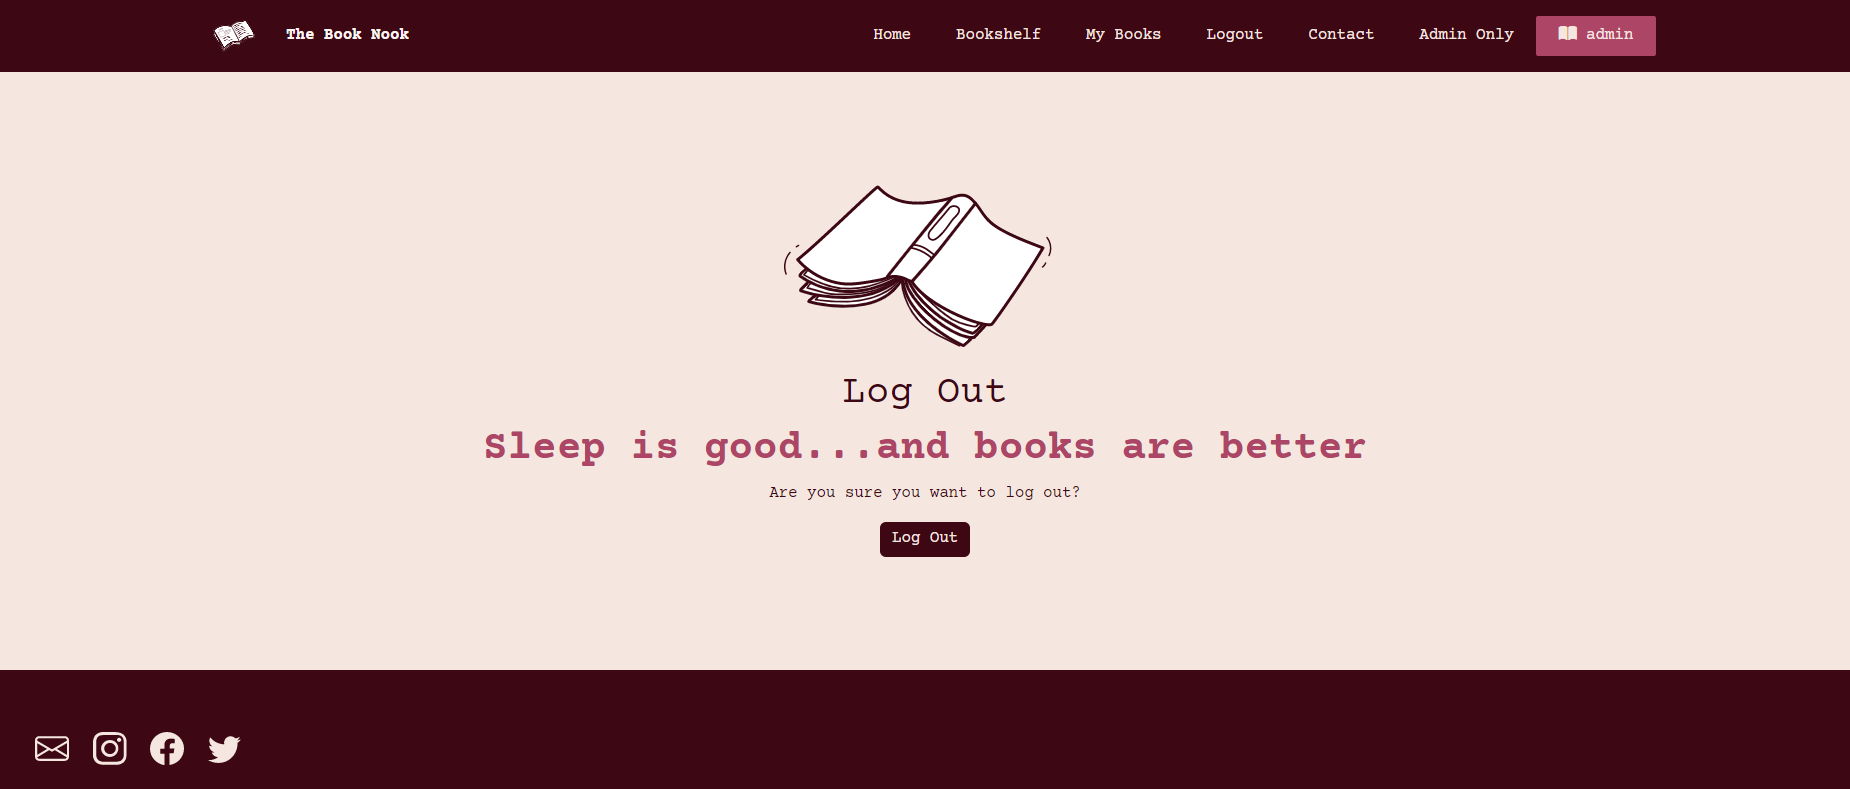 The Book Nook
Home Bookshelf My Books Logout Contact Admin Only admin
Log Out
Sleep is good...and books are better
Are you sure you want to log out?
Log Out